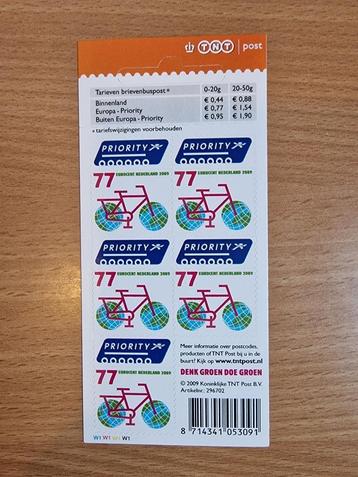 TNT post
Tarieven brievenbuspost* 0-20g 20-50g
Binnenland € 0,44 € 0,88
Europa - Priority € 0,77 € 1,54
Buiten Europa - Priority € 0,95 € 1,90
* tariefswijzigingen voorbehouden
PRIORITY PRIORITY
77 EUROCENT NEDERLAND 2009 77 EUROCENT NEDERLAND 2009
PRIORITY PRIORITY
77 EUROCENT NEDERLAND 2009 77 EUROCENT NEDERLAND 2009
PRIORITY
77 EUROCENT NEDERLAND 2009
Meer informatie over postcodes,
producten of TNT Post bij u in de
buurt? Kijk op www.tntpost.nl
DENK GROEN DOE GROEN
© 2009 Koninklijke TNT Post B.V.
Artikelnr.: 296702
8 714341 053091
W1 W1 W1 W1